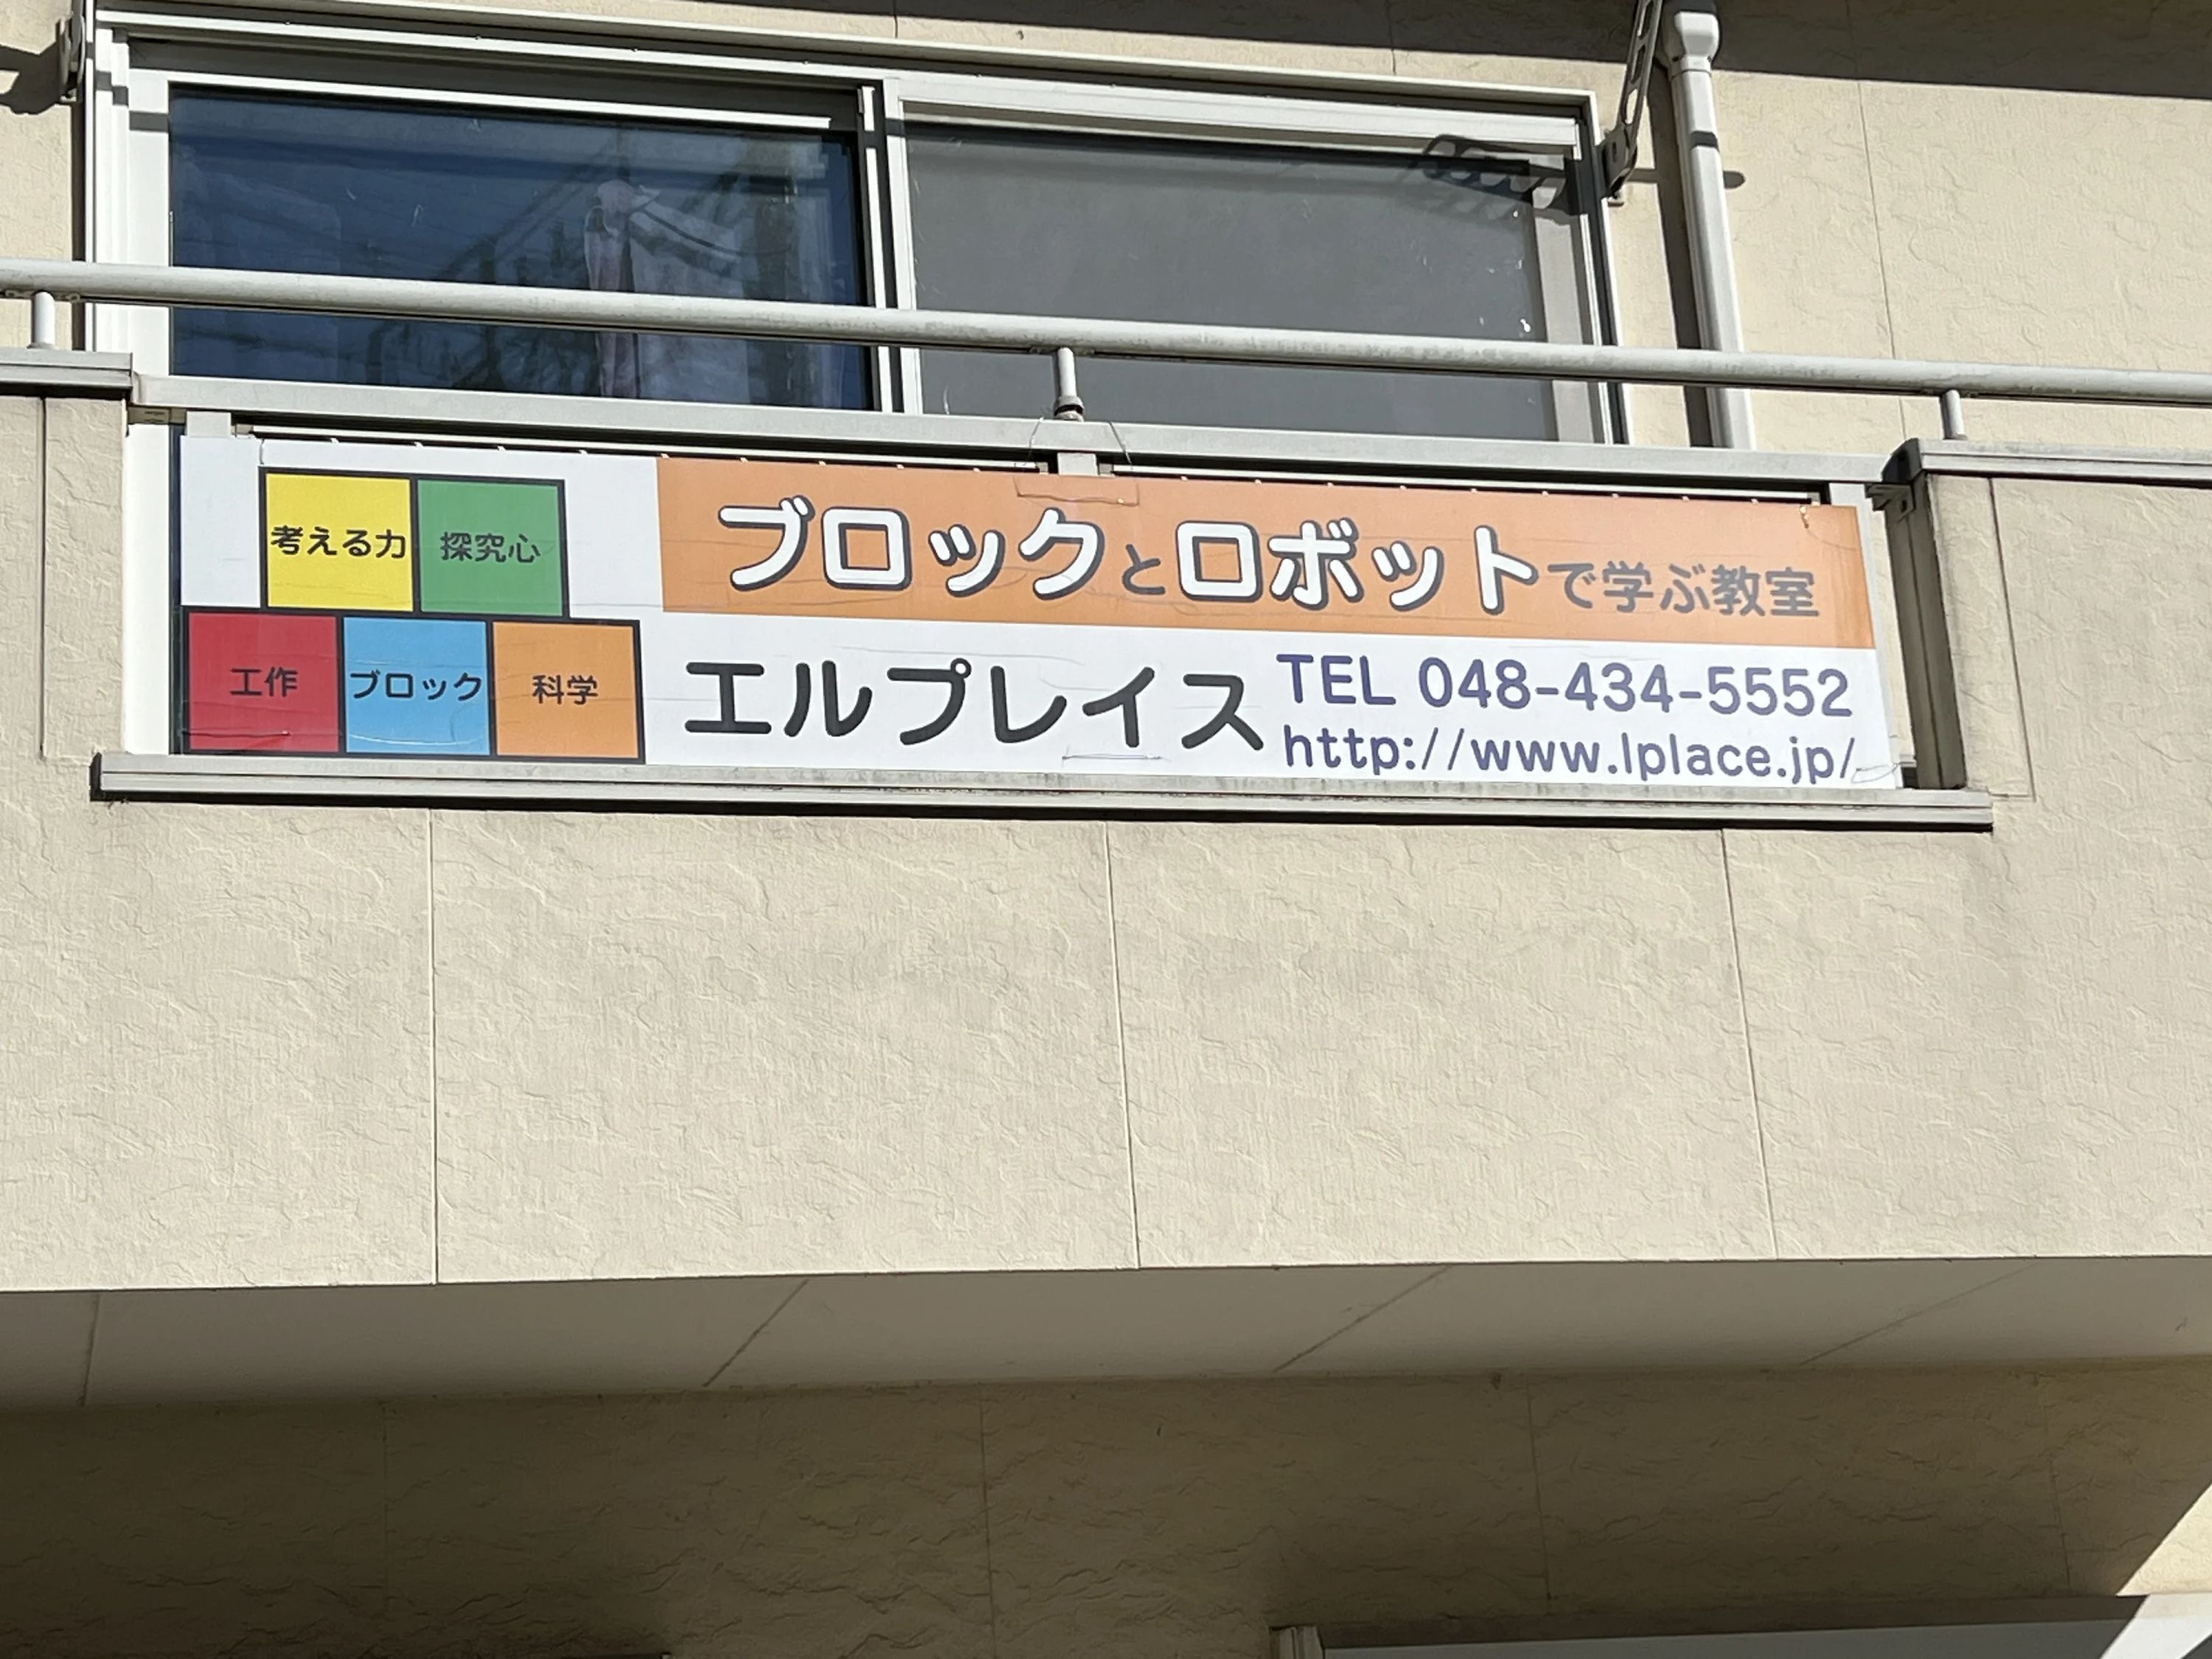 考える力 探究心
工作 ブロック 科学
ブロックとロボットで学ぶ教室
エルプレイス
TEL 048-434-5552
http://www.lplace.jp/